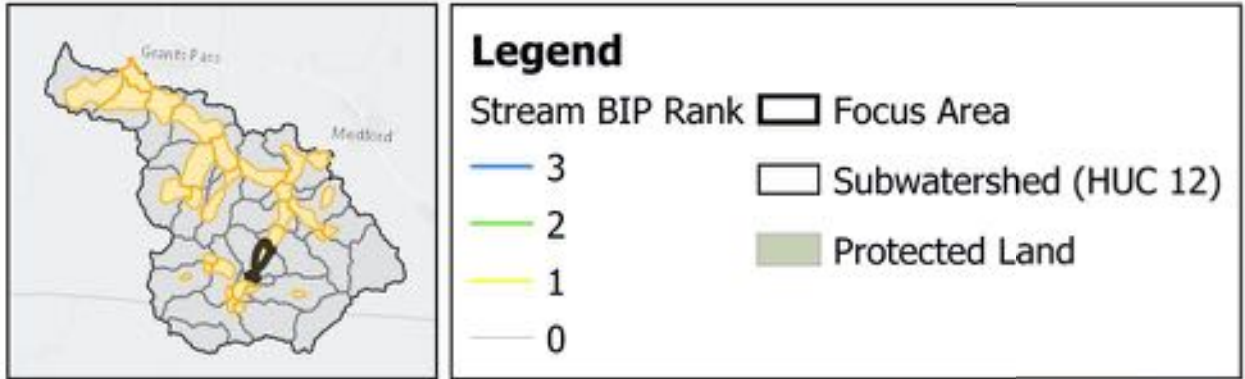 Grants Pass
Medford
Legend
Stream BIP Rank
3
2
1
0
Focus Area
Subwatershed (HUC 12)
Protected Land